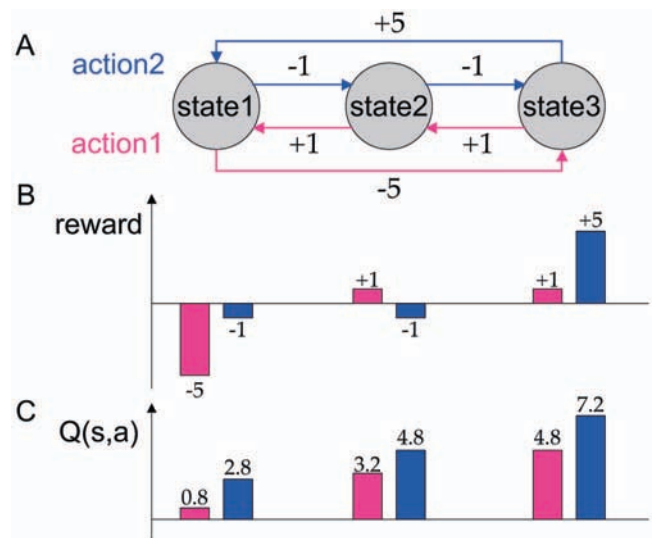 A
+5
action2
-1
-1
state1
state2
state3
action1
+1
+1
-5
B
reward
+5
+1
+1
-1
-1
-5
C
Q(s,a)
7.2
4.8
4.8
2.8
3.2
0.8